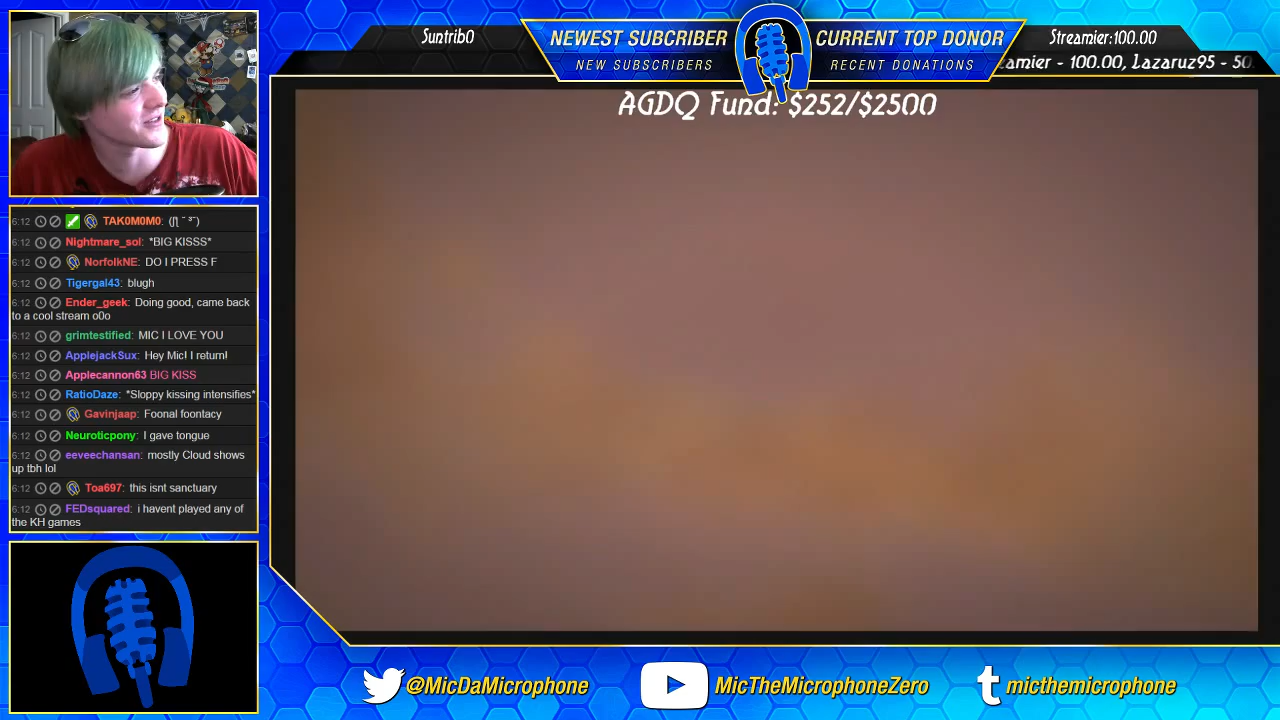 Suntrib0
NEWEST SUBCRIBER
NEW SUBSCRIBERS
CURRENT TOP DONOR
RECENT DONATIONS
Streamier:100.00
eamier - 100.00, Lazaruz95 - 50.
AGDQ Fund: $252/$2500
6:12 TAK0M0M0:
6:12 Nightmare_sol: *BIG KISSS*
6:12 NorfolkNE: DO I PRESS F
6:12 Tigergal43: blugh
6:12 Ender_geek: Doing good, came back
to a cool stream o0o
6:12 grimtestified: MIC I LOVE YOU
6:12 ApplejackSux: Hey Mic! I return!
6:12 Applecannon63 BIG KISS
6:12 RatioDaze: *Sloppy kissing intensifies*
6:12 Gavinjaap: Foonal foontacy
6:12 Neuroticpony: I gave tongue
6:12 eeveechansan: mostly Cloud shows
up tbh lol
6:12 Toa697: this isnt sanctuary
6:12 FEDsquared: i havent played any of
the KH games
@MicDaMicrophone
MicTheMicrophoneZero
t micthemicrophone